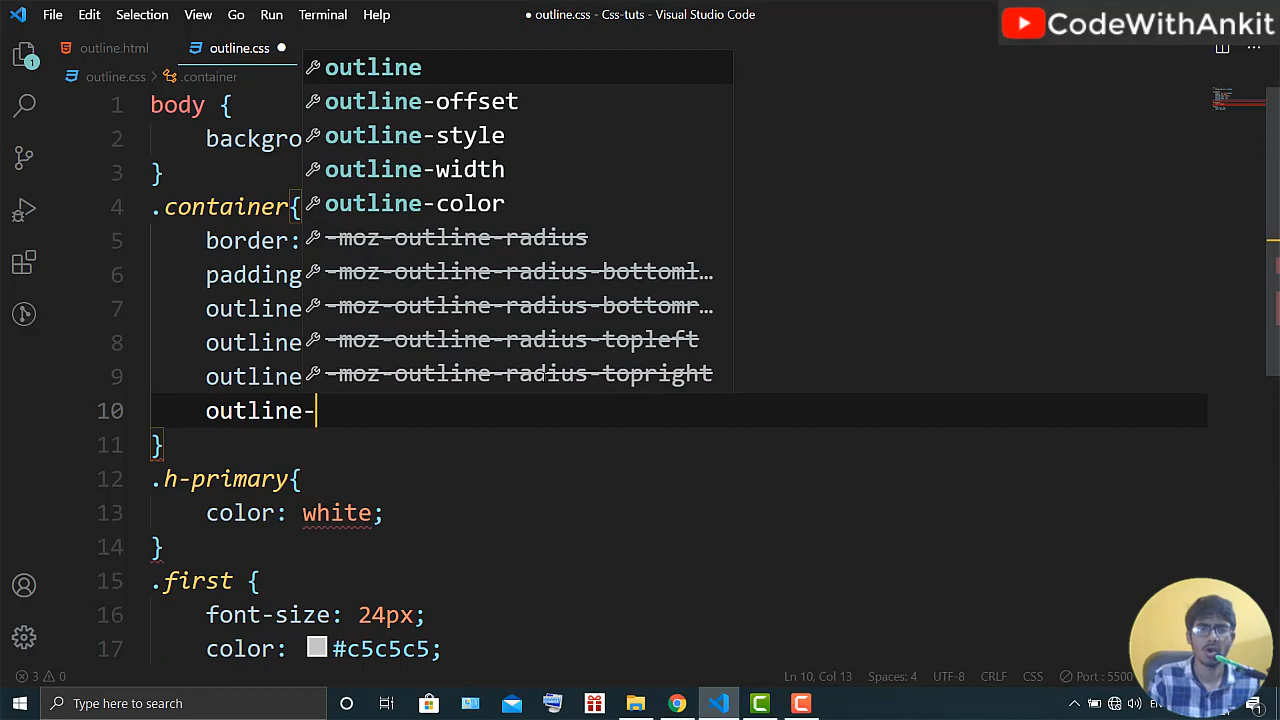 File Edit Selection View Go Run Terminal Help
outline.css - Css-tuts - Visual Studio Code
CodeWithAnkit
outline.html
outline.css
outline.css > .container
1 body {
2 backgro
3 }
4 .container{
5 border:
6 padding
7 outline
8 outline
9 outline
10 outline-
11 }
12 .h-primary{
13 color: white;
14 }
15 .first {
16 font-size: 24px;
17 color: #c5c5c5;
outline
outline-offset
outline-style
outline-width
outline-color
-moz-outline-radius
-moz-outline-radius-bottoml…
-moz-outline-radius-bottomr…
-moz-outline-radius-topleft
-moz-outline-radius-topright
1
3 0
Ln 10, Col 13 Spaces: 4 UTF-8 CRLF CSS Port : 5500
Type here to search